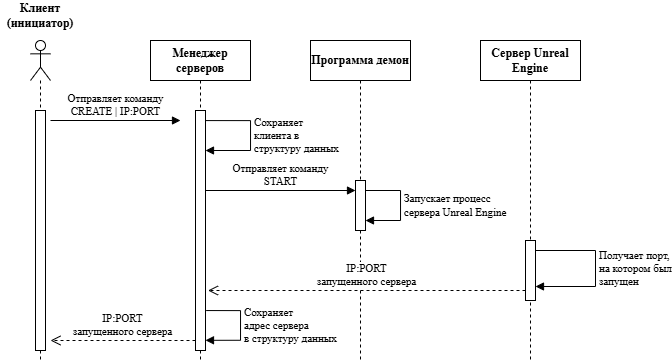 Клиент
(инициатор)
Менеджер
серверов
Программа демон
Сервер Unreal
Engine
Отправляет команду
CREATE | IP:PORT
Сохраняет
клиента в
структуру данных
Отправляет команду
START
Запускает процесс
сервера Unreal Engine
Получает порт,
на котором был
запущен
IP:PORT
запущенного сервера
Сохраняет
адрес сервера
в структуру данных
IP:PORT
запущенного сервера